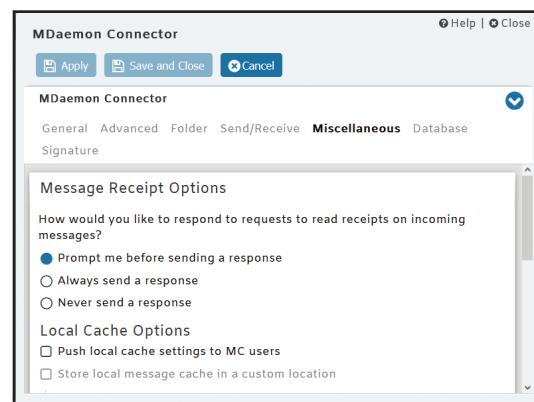 Help | Close
MDaemon Connector
Apply Save and Close Cancel
MDaemon Connector
General Advanced Folder Send/Receive Miscellaneous Database
Signature
Message Receipt Options
How would you like to respond to requests to read receipts on incoming
messages?
Prompt me before sending a response
Always send a response
Never send a response
Local Cache Options
Push local cache settings to MC users
Store local message cache in a custom location